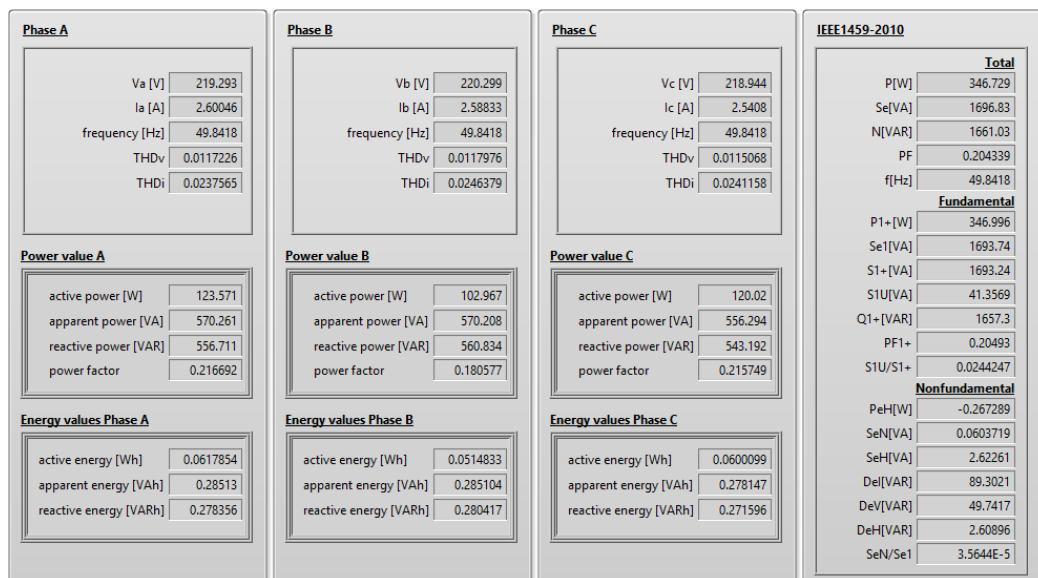 Phase A
Va [V] 219.293
Ia [A] 2.60046
frequency [Hz] 49.8418
THDv 0.0117226
THDi 0.0237565
Power value A
active power [W] 123.571
apparent power [VA] 570.261
reactive power [VAR] 556.711
power factor 0.216692
Energy values Phase A
active energy [Wh] 0.0617854
apparent energy [VAh] 0.28513
reactive energy [VARh] 0.278356
Phase B
Vb [V] 220.299
Ib [A] 2.58833
frequency [Hz] 49.8418
THDv 0.0117976
THDi 0.0246379
Power value B
active power [W] 102.967
apparent power [VA] 570.208
reactive power [VAR] 560.834
power factor 0.180577
Energy values Phase B
active energy [Wh] 0.0514833
apparent energy [VAh] 0.285104
reactive energy [VARh] 0.280417
Phase C
Vc [V] 218.944
Ic [A] 2.5408
frequency [Hz] 49.8418
THDv 0.0115068
THDi 0.0241158
Power value C
active power [W] 120.02
apparent power [VA] 556.294
reactive power [VAR] 543.192
power factor 0.215749
Energy values Phase C
active energy [Wh] 0.0600099
apparent energy [VAh] 0.278147
reactive energy [VARh] 0.271596
IEEE1459-2010
Total
P[W] 346.729
Se[VA] 1696.83
N[VAR] 1661.03
PF 0.204339
f[Hz] 49.8418
Fundamental
P1+[W] 346.996
Se1[VA] 1693.74
S1+[VA] 1693.24
S1U[VA] 41.3569
Q1+[VAR] 1657.3
PF1+ 0.20493
S1U/S1+ 0.0244247
Nonfundamental
PeH[W] -0.267289
SeN[VA] 0.0603719
SeH[VA] 2.62261
DeI[VAR] 89.3021
DeV[VAR] 49.7417
DeH[VAR] 2.60896
SeN/Se1 3.5644E-5